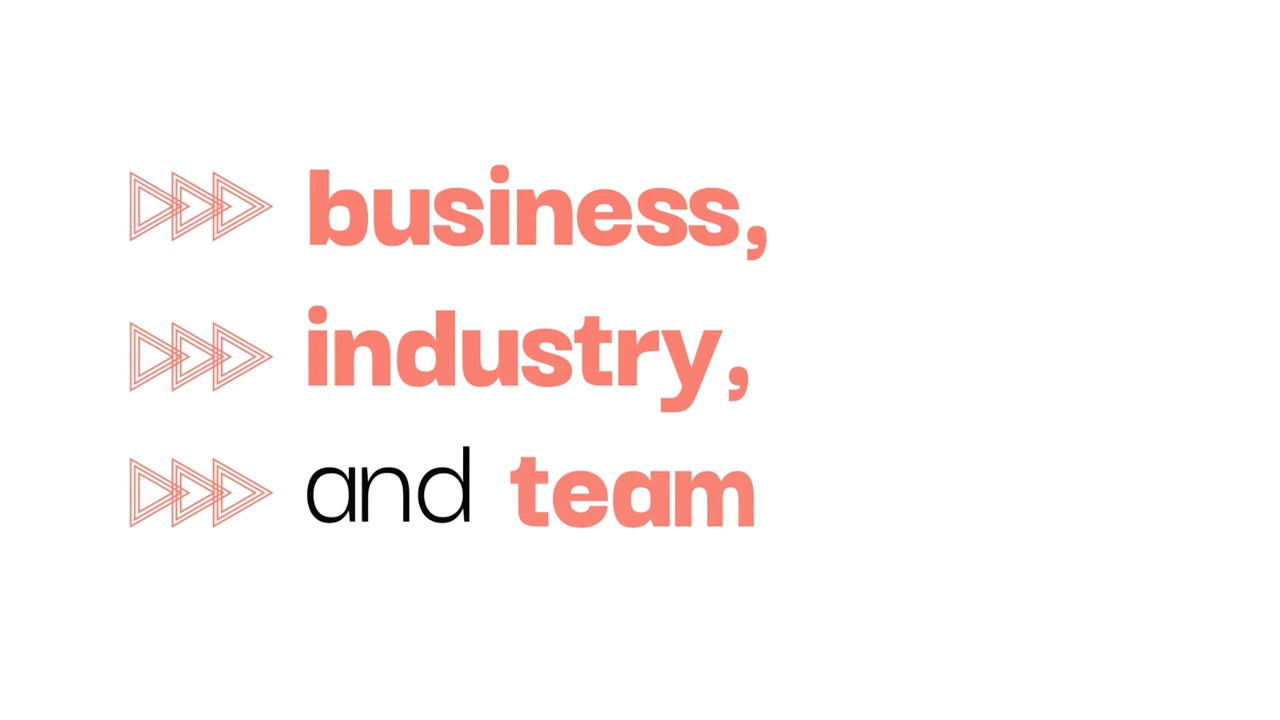 business,
industry,
and team